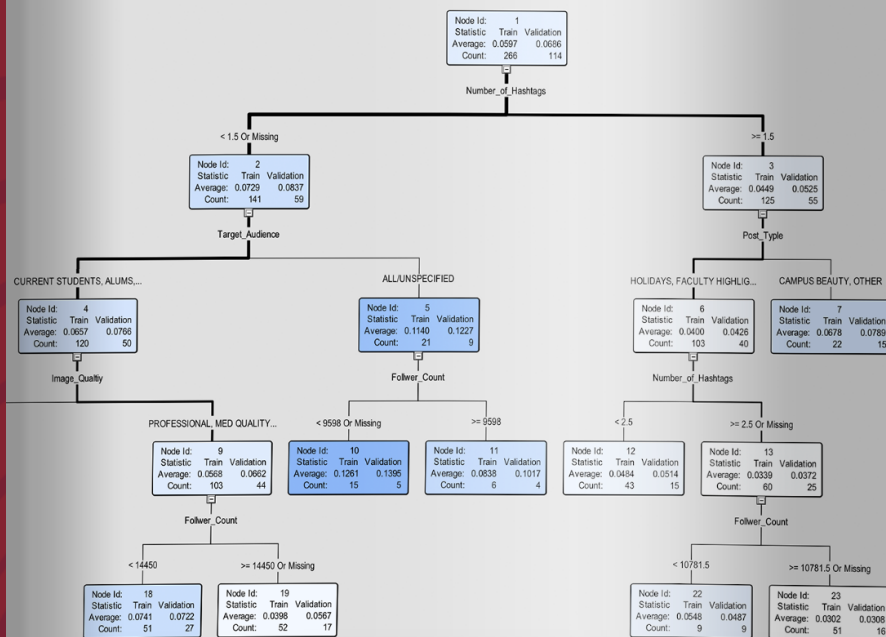 Node Id: 1
Statistic Train Validation
Average: 0.0597 0.0686
Count: 266 114
Number_of_Hashtags
< 1.5 Or Missing
>= 1.5
Node Id: 2
Statistic Train Validation
Average: 0.0729 0.0837
Count: 141 59
Node Id: 3
Statistic Train Validation
Average: 0.0449 0.0525
Count: 125 55
Target_Audience
Post_Typle
CURRENT STUDENTS, ALUMS,...
ALL/UNSPECIFIED
HOLIDAYS, FACULTY HIGHLIG...
CAMPUS BEAUTY, OTHER
Node Id: 4
Statistic Train Validation
Average: 0.0657 0.0766
Count: 120 50
Node Id: 5
Statistic Train Validation
Average: 0.1140 0.1227
Count: 21 9
Node Id: 6
Statistic Train Validation
Average: 0.0400 0.0426
Count: 103 40
Node Id: 7
Statistic Train Validation
Average: 0.0678 0.0789
Count: 22 15
Image_Qualtiy
Follwer_Count
Number_of_Hashtags
PROFESSIONAL, MED QUALITY...
< 9598 Or Missing
>= 9598
< 2.5
>= 2.5 Or Missing
Node Id: 9
Statistic Train Validation
Average: 0.0568 0.0662
Count: 103 44
Node Id: 10
Statistic Train Validation
Average: 0.1261 0.1395
Count: 15 5
Node Id: 11
Statistic Train Validation
Average: 0.0838 0.1017
Count: 6 4
Node Id: 12
Statistic Train Validation
Average: 0.0484 0.0514
Count: 43 15
Node Id: 13
Statistic Train Validation
Average: 0.0339 0.0372
Count: 60 25
Follwer_Count
Follwer_Count
< 14450
>= 14450 Or Missing
< 10781.5
>= 10781.5 Or Missing
Node Id: 18
Statistic Train Validation
Average: 0.0741 0.0722
Count: 51 27
Node Id: 19
Statistic Train Validation
Average: 0.0398 0.0567
Count: 52 17
Node Id: 22
Statistic Train Validation
Average: 0.0548 0.0487
Count: 9 9
Node Id: 23
Statistic Train Validation
Average: 0.0302 0.0308
Count: 51 16